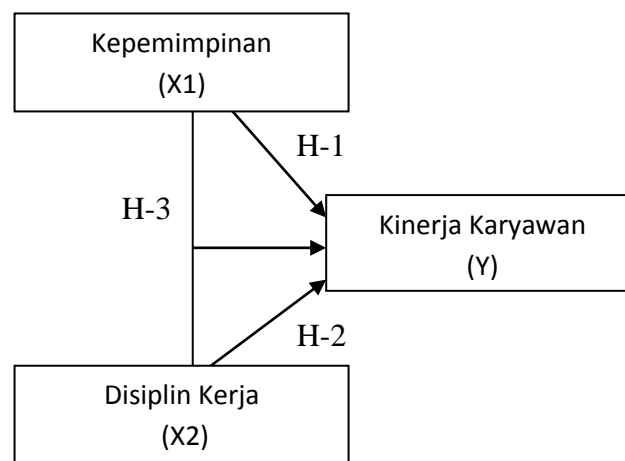 Kepemimpinan
(X1)
H-1
H-3
Kinerja Karyawan
(Y)
H-2
Disiplin Kerja
(X2)